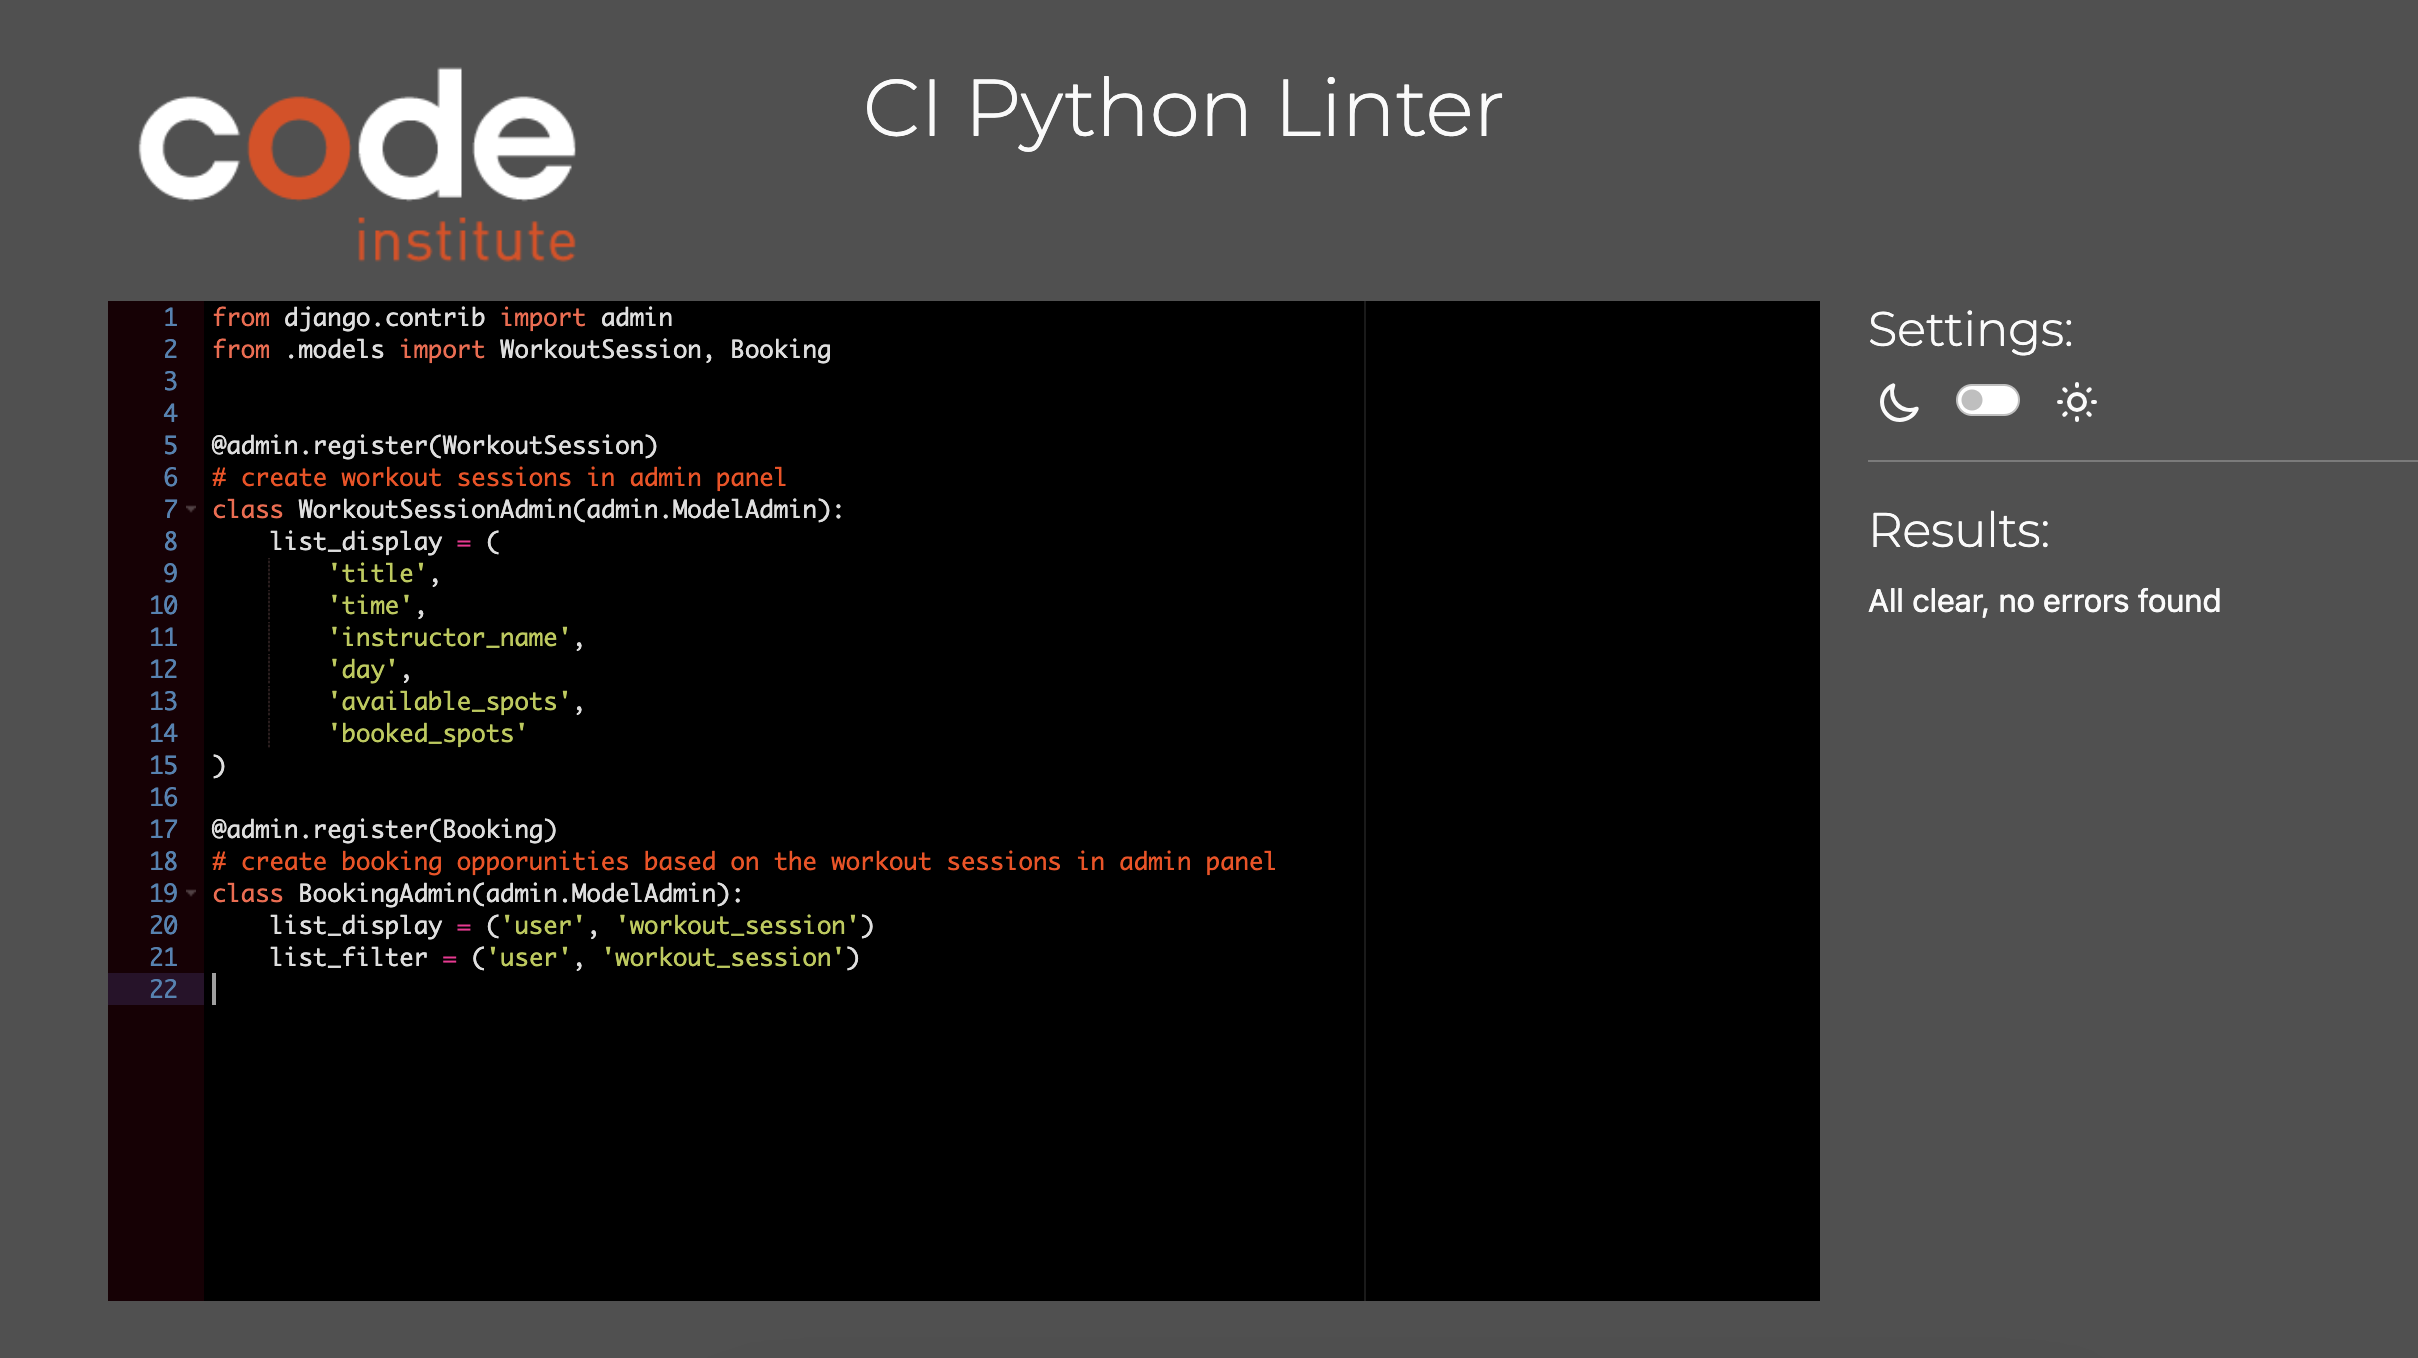 code
institute
CI Python Linter
1 from django.contrib import admin
2 from .models import WorkoutSession, Booking
3
4
5 @admin.register(WorkoutSession)
6 # create workout sessions in admin panel
7 class WorkoutSessionAdmin(admin.ModelAdmin):
8     list_display = (
9         'title',
10         'time',
11         'instructor_name',
12         'day',
13         'available_spots',
14         'booked_spots'
15 )
16
17 @admin.register(Booking)
18 # create booking opporunities based on the workout sessions in admin panel
19 class BookingAdmin(admin.ModelAdmin):
20     list_display = ('user', 'workout_session')
21     list_filter = ('user', 'workout_session')
22
Settings:
Results:
All clear, no errors found